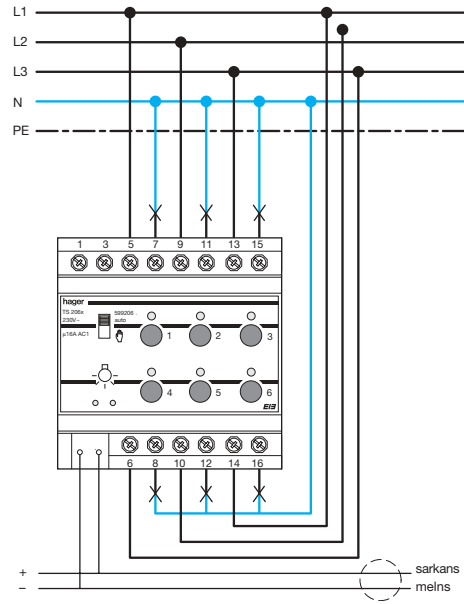 L1
L2
L3
N
PE
1 3 5 7 9 11 13 15
hager
TS 206x 599206 .
230V~ auto
µ16A AC1
1 2 3
4 5 6
EIB
6 8 10 12 14 16
+ sarkans
– melns